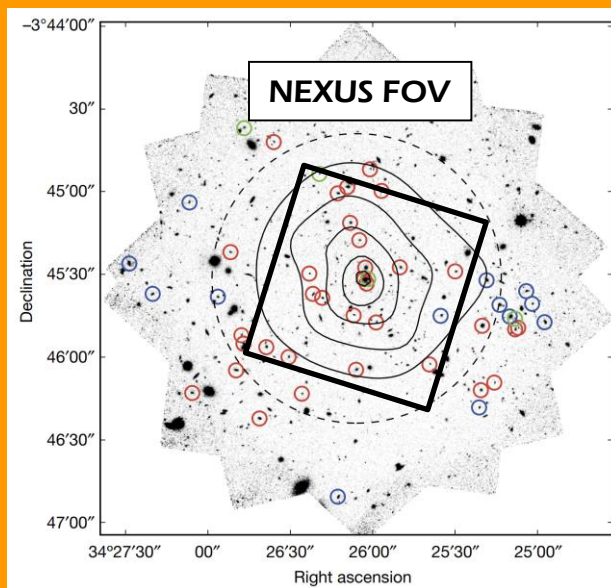 –3°44′00″
NEXUS FOV
30″
45′00″
45′30″
46′00″
46′30″
47′00″
Declination
34°27′30″ 00″ 26′30″ 26′00″ 25′30″ 25′00″
Right ascension